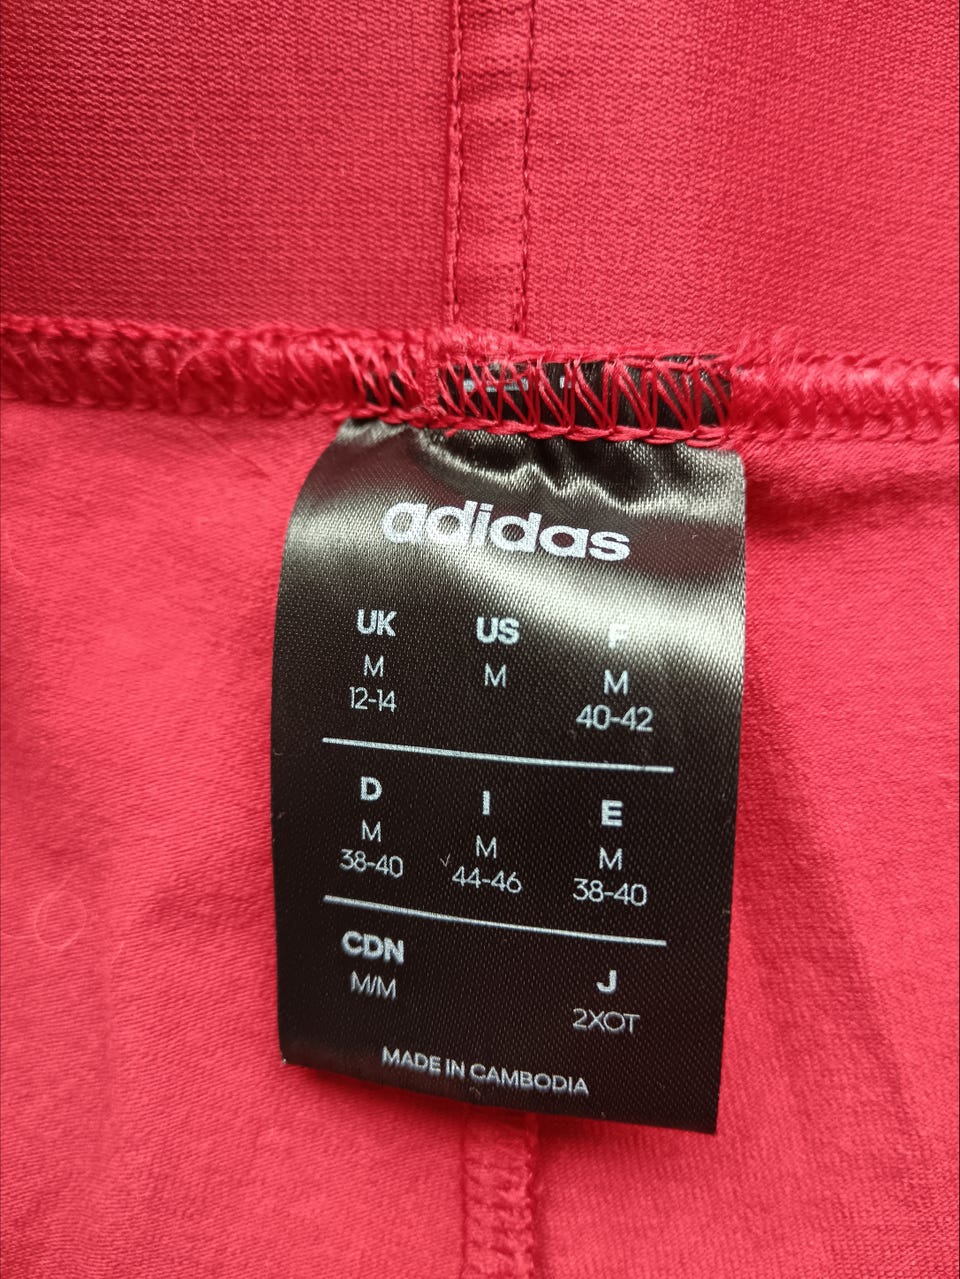 adidas
UK US F
M M M
12-14 40-42
D I E
M M M
38-40 44-46 38-40
CDN J
M/M 2XOT
MADE IN CAMBODIA